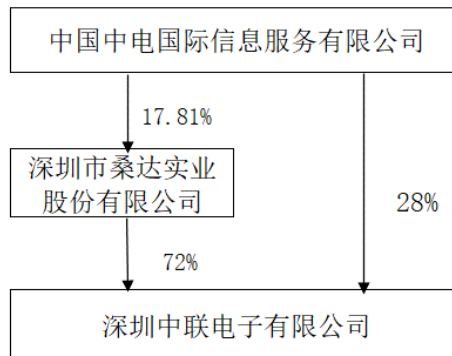 中国中电国际信息服务有限公司
17.81%
深圳市桑达实业
股份有限公司
28%
72%
深圳中联电子有限公司